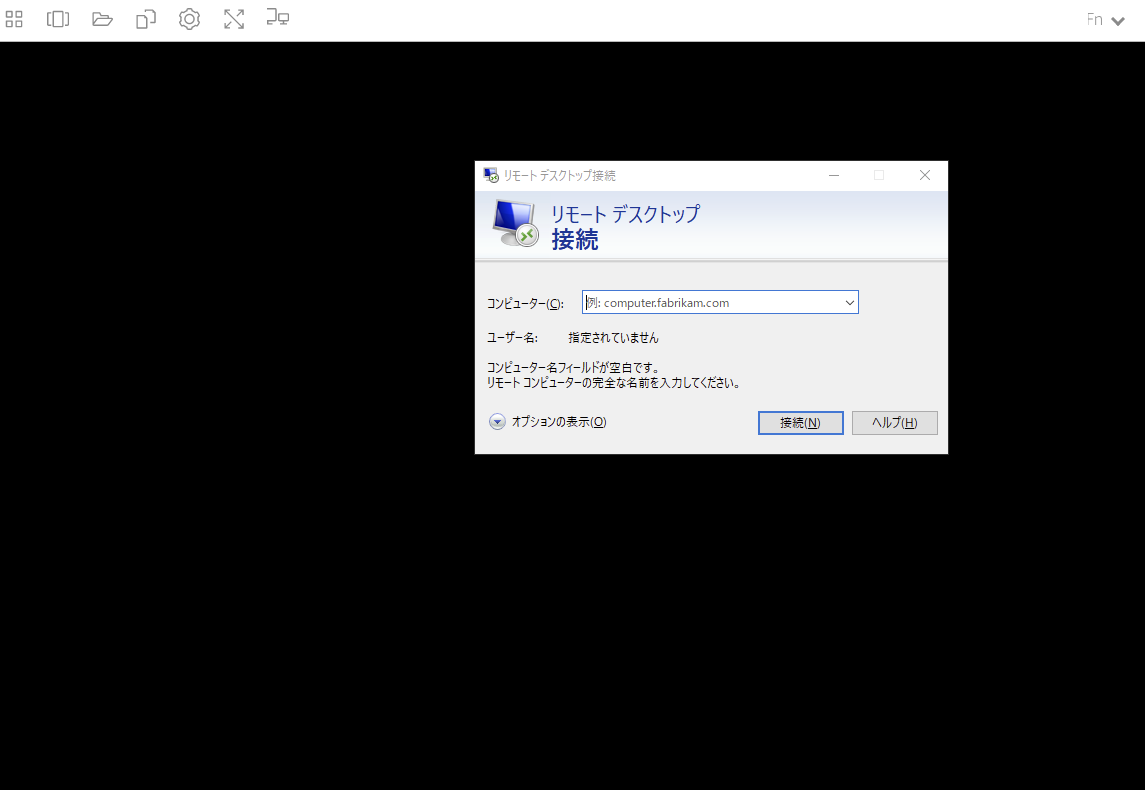 Fn
リモート デスクトップ接続
リモート デスクトップ
接続
コンピューター(C):
例: computer.fabrikam.com
ユーザー名:
指定されていません
コンピューター名フィールドが空白です。
リモート コンピューターの完全な名前を入力してください。
オプションの表示(O)
接続(N)
ヘルプ(H)